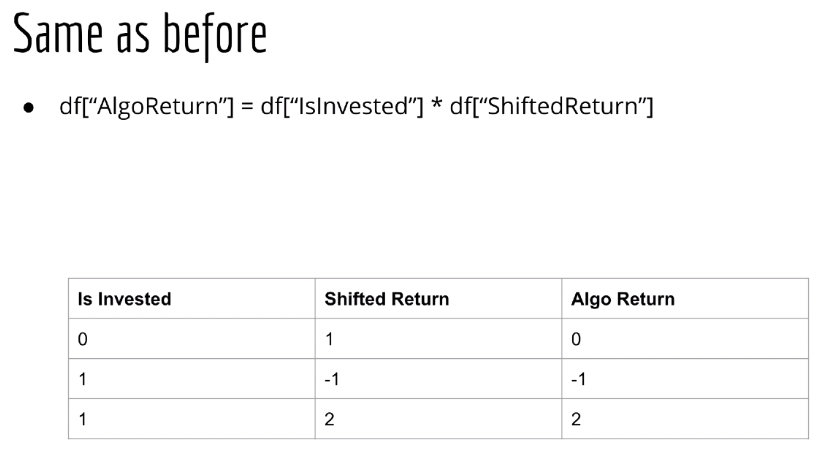 Same as before
● df[“AlgoReturn”] = df[“IsInvested”] * df[“ShiftedReturn”]
Is Invested Shifted Return Algo Return
0 1 0
1 -1 -1
1 2 2